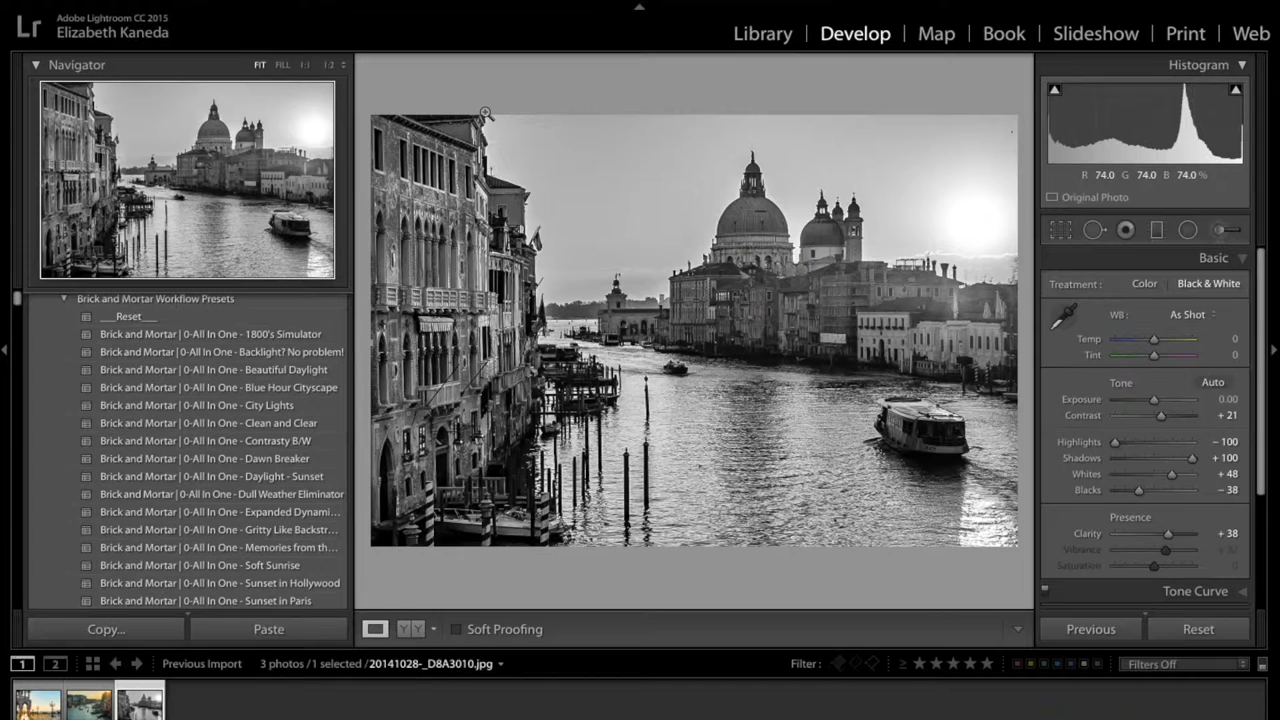 Lr
Adobe Lightroom CC 2015
Elizabeth Kaneda
Library | Develop | Map | Book | Slideshow | Print | Web
Navigator FIT FILL 1:1 1:2
Brick and Mortar Workflow Presets
___Reset___
Brick and Mortar | 0-All In One - 1800's Simulator
Brick and Mortar | 0-All In One - Backlight? No problem!
Brick and Mortar | 0-All In One - Beautiful Daylight
Brick and Mortar | 0-All In One - Blue Hour Cityscape
Brick and Mortar | 0-All In One - City Lights
Brick and Mortar | 0-All In One - Clean and Clear
Brick and Mortar | 0-All In One - Contrasty B/W
Brick and Mortar | 0-All In One - Dawn Breaker
Brick and Mortar | 0-All In One - Daylight - Sunset
Brick and Mortar | 0-All In One - Dull Weather Eliminator
Brick and Mortar | 0-All In One - Expanded Dynami...
Brick and Mortar | 0-All In One - Gritty Like Backstr...
Brick and Mortar | 0-All In One - Memories from th...
Brick and Mortar | 0-All In One - Soft Sunrise
Brick and Mortar | 0-All In One - Sunset in Hollywood
Brick and Mortar | 0-All In One - Sunset in Paris
Copy... Paste
Y Y Soft Proofing
Histogram
R 74.0 G 74.0 B 74.0 %
Original Photo
Basic
Treatment : Color | Black & White
WB : As Shot
Temp 0
Tint 0
Tone Auto
Exposure 0.00
Contrast + 21
Highlights − 100
Shadows + 100
Whites + 48
Blacks − 38
Presence
Clarity + 38
Vibrance
Saturation 0
Tone Curve
Previous Reset
1 2 Previous Import 3 photos /1 selected /20141028-_D8A3010.jpg Filter : ≥ ★★★★★ Filters Off